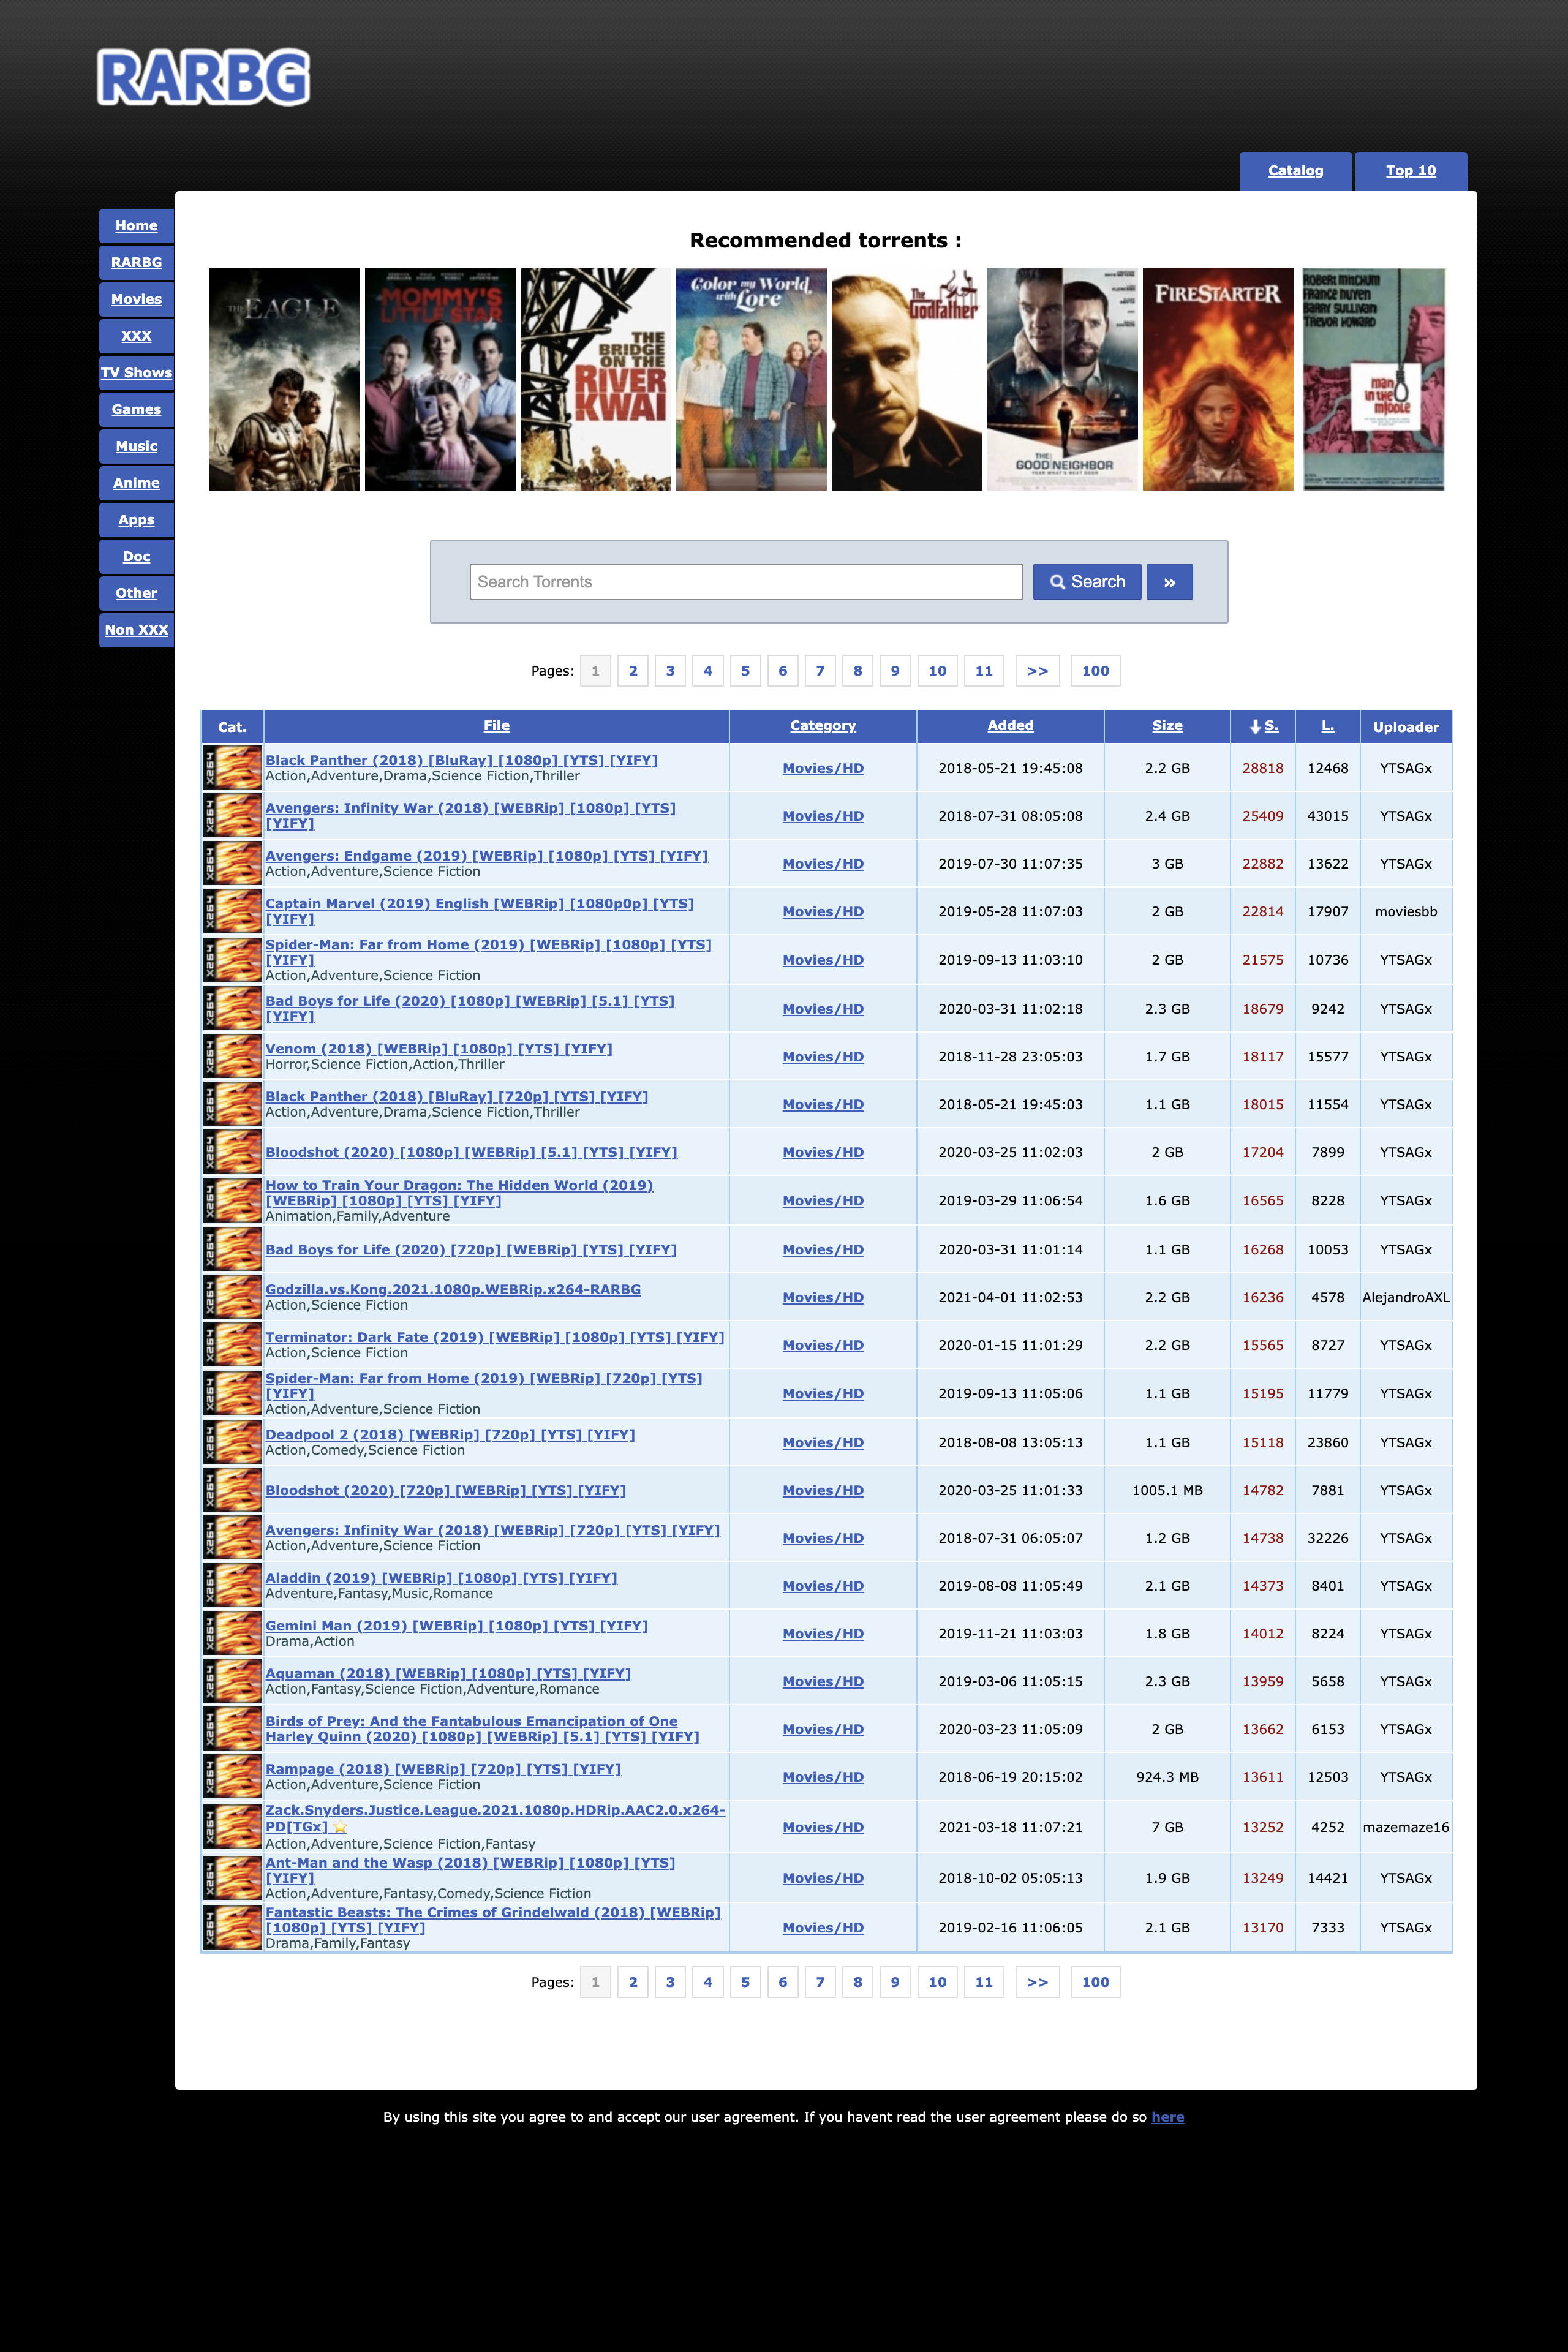 RARBG
Catalog
Top 10
Home
RARBG
Movies
XXX
TV Shows
Games
Music
Anime
Apps
Doc
Other
Non XXX
Recommended torrents :
THE EAGLE
MOMMY'S
LITTLE STAR
THE
BRIDGE
ON THE
RIVER
KWAI
Color my World,
with Love
The
Godfather
THE
GOOD NEIGHBOR
FEAR WHAT'S NEXT DOOR
FIRESTARTER
ROBERT MITCHUM
FRANCE NUYEN
BARRY SULLIVAN
TREVOR HOWARD
man
in the
middle
Search Torrents
Search
»
Pages: 1 2 3 4 5 6 7 8 9 10 11 >> 100
Cat. File Category Added Size S. L. Uploader
X264 Black Panther (2018) [BluRay] [1080p] [YTS] [YIFY] Movies/HD 2018-05-21 19:45:08 2.2 GB 28818 12468 YTSAGx
Action,Adventure,Drama,Science Fiction,Thriller
X264 Avengers: Infinity War (2018) [WEBRip] [1080p] [YTS] Movies/HD 2018-07-31 08:05:08 2.4 GB 25409 43015 YTSAGx
[YIFY]
X264 Avengers: Endgame (2019) [WEBRip] [1080p] [YTS] [YIFY] Movies/HD 2019-07-30 11:07:35 3 GB 22882 13622 YTSAGx
Action,Adventure,Science Fiction
X264 Captain Marvel (2019) English [WEBRip] [1080p0p] [YTS] Movies/HD 2019-05-28 11:07:03 2 GB 22814 17907 moviesbb
[YIFY]
X264 Spider-Man: Far from Home (2019) [WEBRip] [1080p] [YTS] Movies/HD 2019-09-13 11:03:10 2 GB 21575 10736 YTSAGx
[YIFY]
Action,Adventure,Science Fiction
X264 Bad Boys for Life (2020) [1080p] [WEBRip] [5.1] [YTS] Movies/HD 2020-03-31 11:02:18 2.3 GB 18679 9242 YTSAGx
[YIFY]
X264 Venom (2018) [WEBRip] [1080p] [YTS] [YIFY] Movies/HD 2018-11-28 23:05:03 1.7 GB 18117 15577 YTSAGx
Horror,Science Fiction,Action,Thriller
X264 Black Panther (2018) [BluRay] [720p] [YTS] [YIFY] Movies/HD 2018-05-21 19:45:03 1.1 GB 18015 11554 YTSAGx
Action,Adventure,Drama,Science Fiction,Thriller
X264 Bloodshot (2020) [1080p] [WEBRip] [5.1] [YTS] [YIFY] Movies/HD 2020-03-25 11:02:03 2 GB 17204 7899 YTSAGx
X264 How to Train Your Dragon: The Hidden World (2019) Movies/HD 2019-03-29 11:06:54 1.6 GB 16565 8228 YTSAGx
[WEBRip] [1080p] [YTS] [YIFY]
Animation,Family,Adventure
X264 Bad Boys for Life (2020) [720p] [WEBRip] [YTS] [YIFY] Movies/HD 2020-03-31 11:01:14 1.1 GB 16268 10053 YTSAGx
X264 Godzilla.vs.Kong.2021.1080p.WEBRip.x264-RARBG Movies/HD 2021-04-01 11:02:53 2.2 GB 16236 4578 AlejandroAXL
Action,Science Fiction
X264 Terminator: Dark Fate (2019) [WEBRip] [1080p] [YTS] [YIFY] Movies/HD 2020-01-15 11:01:29 2.2 GB 15565 8727 YTSAGx
Action,Science Fiction
X264 Spider-Man: Far from Home (2019) [WEBRip] [720p] [YTS] Movies/HD 2019-09-13 11:05:06 1.1 GB 15195 11779 YTSAGx
[YIFY]
Action,Adventure,Science Fiction
X264 Deadpool 2 (2018) [WEBRip] [720p] [YTS] [YIFY] Movies/HD 2018-08-08 13:05:13 1.1 GB 15118 23860 YTSAGx
Action,Comedy,Science Fiction
X264 Bloodshot (2020) [720p] [WEBRip] [YTS] [YIFY] Movies/HD 2020-03-25 11:01:33 1005.1 MB 14782 7881 YTSAGx
X264 Avengers: Infinity War (2018) [WEBRip] [720p] [YTS] [YIFY] Movies/HD 2018-07-31 06:05:07 1.2 GB 14738 32226 YTSAGx
Action,Adventure,Science Fiction
X264 Aladdin (2019) [WEBRip] [1080p] [YTS] [YIFY] Movies/HD 2019-08-08 11:05:49 2.1 GB 14373 8401 YTSAGx
Adventure,Fantasy,Music,Romance
X264 Gemini Man (2019) [WEBRip] [1080p] [YTS] [YIFY] Movies/HD 2019-11-21 11:03:03 1.8 GB 14012 8224 YTSAGx
Drama,Action
X264 Aquaman (2018) [WEBRip] [1080p] [YTS] [YIFY] Movies/HD 2019-03-06 11:05:15 2.3 GB 13959 5658 YTSAGx
Action,Fantasy,Science Fiction,Adventure,Romance
X264 Birds of Prey: And the Fantabulous Emancipation of One Movies/HD 2020-03-23 11:05:09 2 GB 13662 6153 YTSAGx
Harley Quinn (2020) [1080p] [WEBRip] [5.1] [YTS] [YIFY]
X264 Rampage (2018) [WEBRip] [720p] [YTS] [YIFY] Movies/HD 2018-06-19 20:15:02 924.3 MB 13611 12503 YTSAGx
Action,Adventure,Science Fiction
X264 Zack.Snyders.Justice.League.2021.1080p.HDRip.AAC2.0.x264- Movies/HD 2021-03-18 11:07:21 7 GB 13252 4252 mazemaze16
PD[TGx] ⭐
Action,Adventure,Science Fiction,Fantasy
X264 Ant-Man and the Wasp (2018) [WEBRip] [1080p] [YTS] Movies/HD 2018-10-02 05:05:13 1.9 GB 13249 14421 YTSAGx
[YIFY]
Action,Adventure,Fantasy,Comedy,Science Fiction
X264 Fantastic Beasts: The Crimes of Grindelwald (2018) [WEBRip] Movies/HD 2019-02-16 11:06:05 2.1 GB 13170 7333 YTSAGx
[1080p] [YTS] [YIFY]
Drama,Family,Fantasy
Pages: 1 2 3 4 5 6 7 8 9 10 11 >> 100
By using this site you agree to and accept our user agreement. If you havent read the user agreement please do so here